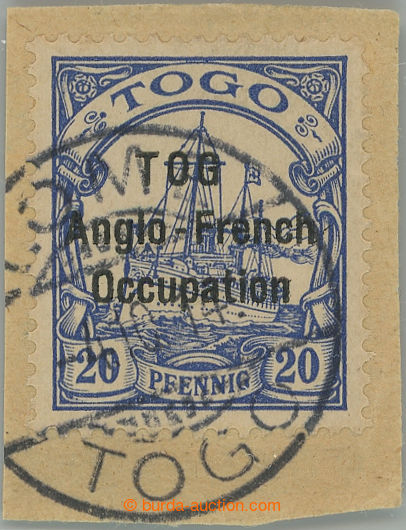 TOGO
TOG
Anglo-French
Occupation
20 PFENNIG 20
TOGO
© burda-auction.com